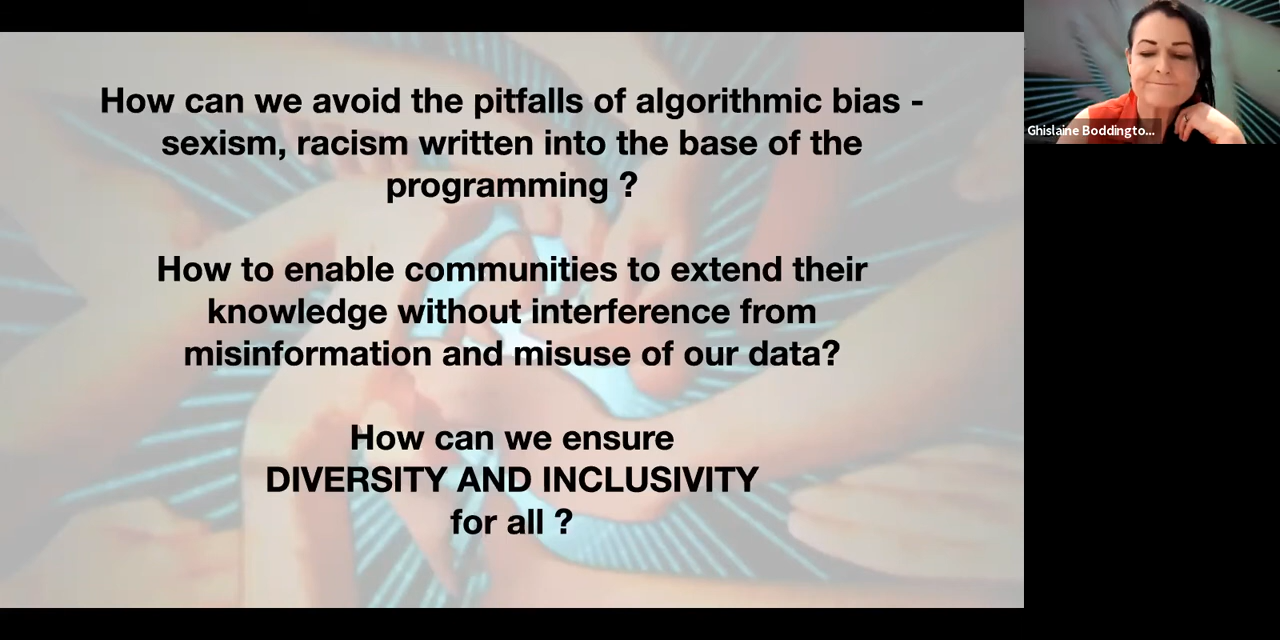 How can we avoid the pitfalls of algorithmic bias -
sexism, racism written into the base of the
programming ?
How to enable communities to extend their
knowledge without interference from
misinformation and misuse of our data?
How can we ensure
DIVERSITY AND INCLUSIVITY
for all ?
Ghislaine Boddingto...